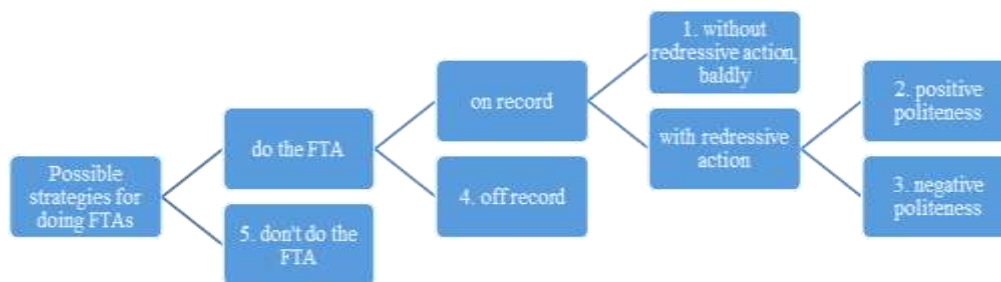 Possible
strategies for
doing FTAs
do the FTA
5. don't do the
FTA
on record
4. off record
1. without
redressive action,
baldly
with redressive
action
2. positive
politeness
3. negative
politeness